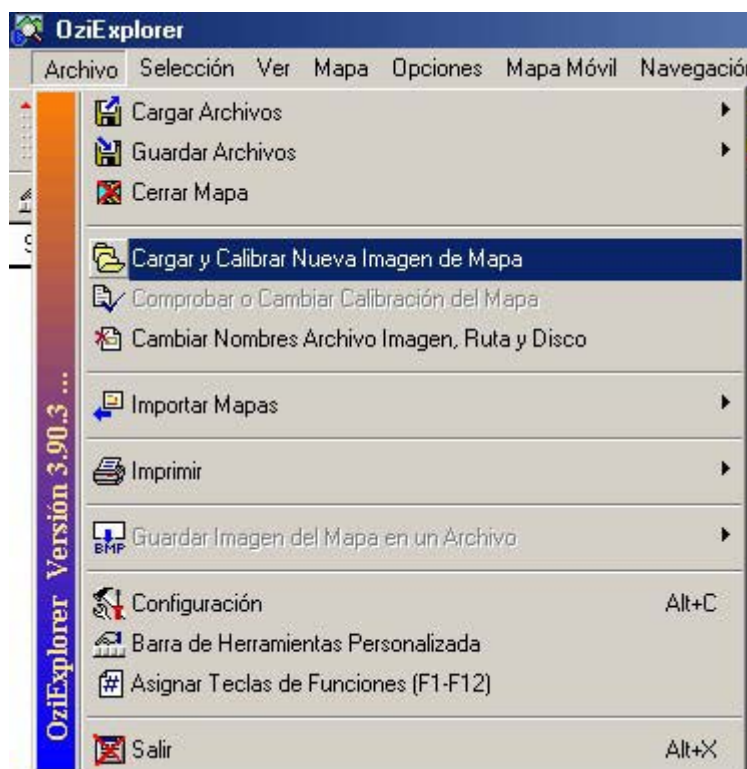 OziExplorer
Archivo Selección Ver Mapa Opciones Mapa Móvil
Cargar Archivos
Guardar Archivos
Cerrar Mapa
Cargar y Calibrar Nueva Imagen de Mapa
Comprobar o Cambiar Calibración del Mapa
Cambiar Nombres Archivo Imagen, Ruta y Disco
Importar Mapas
Imprimir
BMP Guardar Imagen del Mapa en un Archivo
Configuración Alt+C
Barra de Herramientas Personalizada
# Asignar Teclas de Funciones (F1-F12)
Salir Alt+X
OziExplorer Versión 3.90.3 ...